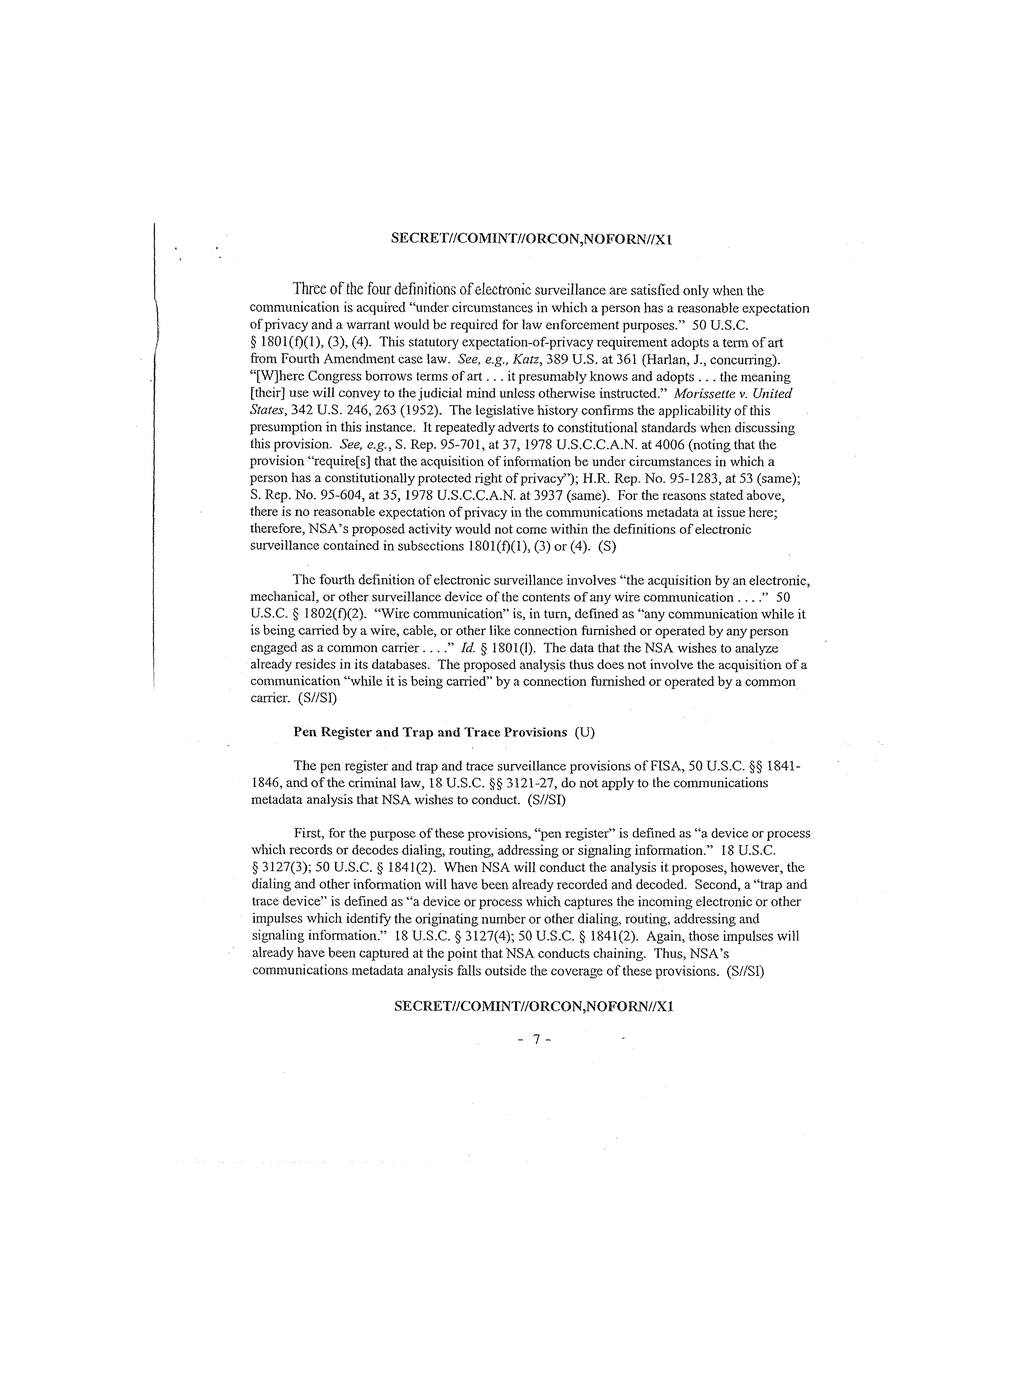 SECRET//COMINT//ORCON,NOFORN//X1
Three of the four definitions of electronic surveillance are satisfied only when the
communication is acquired “under circumstances in which a person has a reasonable expectation
of privacy and a warrant would be required for law enforcement purposes.” 50 U.S.C.
§ 1801(f)(1), (3), (4). This statutory expectation-of-privacy requirement adopts a term of art
from Fourth Amendment case law. See, e.g., Katz, 389 U.S. at 361 (Harlan, J., concurring).
“[W]here Congress borrows terms of art . . . it presumably knows and adopts . . . the meaning
[their] use will convey to the judicial mind unless otherwise instructed.” Morissette v. United
States, 342 U.S. 246, 263 (1952). The legislative history confirms the applicability of this
presumption in this instance. It repeatedly adverts to constitutional standards when discussing
this provision. See, e.g., S. Rep. 95-701, at 37, 1978 U.S.C.C.A.N. at 4006 (noting that the
provision “require[s] that the acquisition of information be under circumstances in which a
person has a constitutionally protected right of privacy”); H.R. Rep. No. 95-1283, at 53 (same);
S. Rep. No. 95-604, at 35, 1978 U.S.C.C.A.N. at 3937 (same). For the reasons stated above,
there is no reasonable expectation of privacy in the communications metadata at issue here;
therefore, NSA’s proposed activity would not come within the definitions of electronic
surveillance contained in subsections 1801(f)(1), (3) or (4). (S)
The fourth definition of electronic surveillance involves “the acquisition by an electronic,
mechanical, or other surveillance device of the contents of any wire communication . . . .” 50
U.S.C. § 1802(f)(2). “Wire communication” is, in turn, defined as “any communication while it
is being carried by a wire, cable, or other like connection furnished or operated by any person
engaged as a common carrier . . . .” Id. § 1801(l). The data that the NSA wishes to analyze
already resides in its databases. The proposed analysis thus does not involve the acquisition of a
communication “while it is being carried” by a connection furnished or operated by a common
carrier. (S//SI)
Pen Register and Trap and Trace Provisions (U)
The pen register and trap and trace surveillance provisions of FISA, 50 U.S.C. §§ 1841-
1846, and of the criminal law, 18 U.S.C. §§ 3121-27, do not apply to the communications
metadata analysis that NSA wishes to conduct. (S//SI)
First, for the purpose of these provisions, “pen register” is defined as “a device or process
which records or decodes dialing, routing, addressing or signaling information.” 18 U.S.C.
§ 3127(3); 50 U.S.C. § 1841(2). When NSA will conduct the analysis it proposes, however, the
dialing and other information will have been already recorded and decoded. Second, a “trap and
trace device” is defined as “a device or process which captures the incoming electronic or other
impulses which identify the originating number or other dialing, routing, addressing and
signaling information.” 18 U.S.C. § 3127(4); 50 U.S.C. § 1841(2). Again, those impulses will
already have been captured at the point that NSA conducts chaining. Thus, NSA’s
communications metadata analysis falls outside the coverage of these provisions. (S//SI)
SECRET//COMINT//ORCON,NOFORN//X1
- 7 -